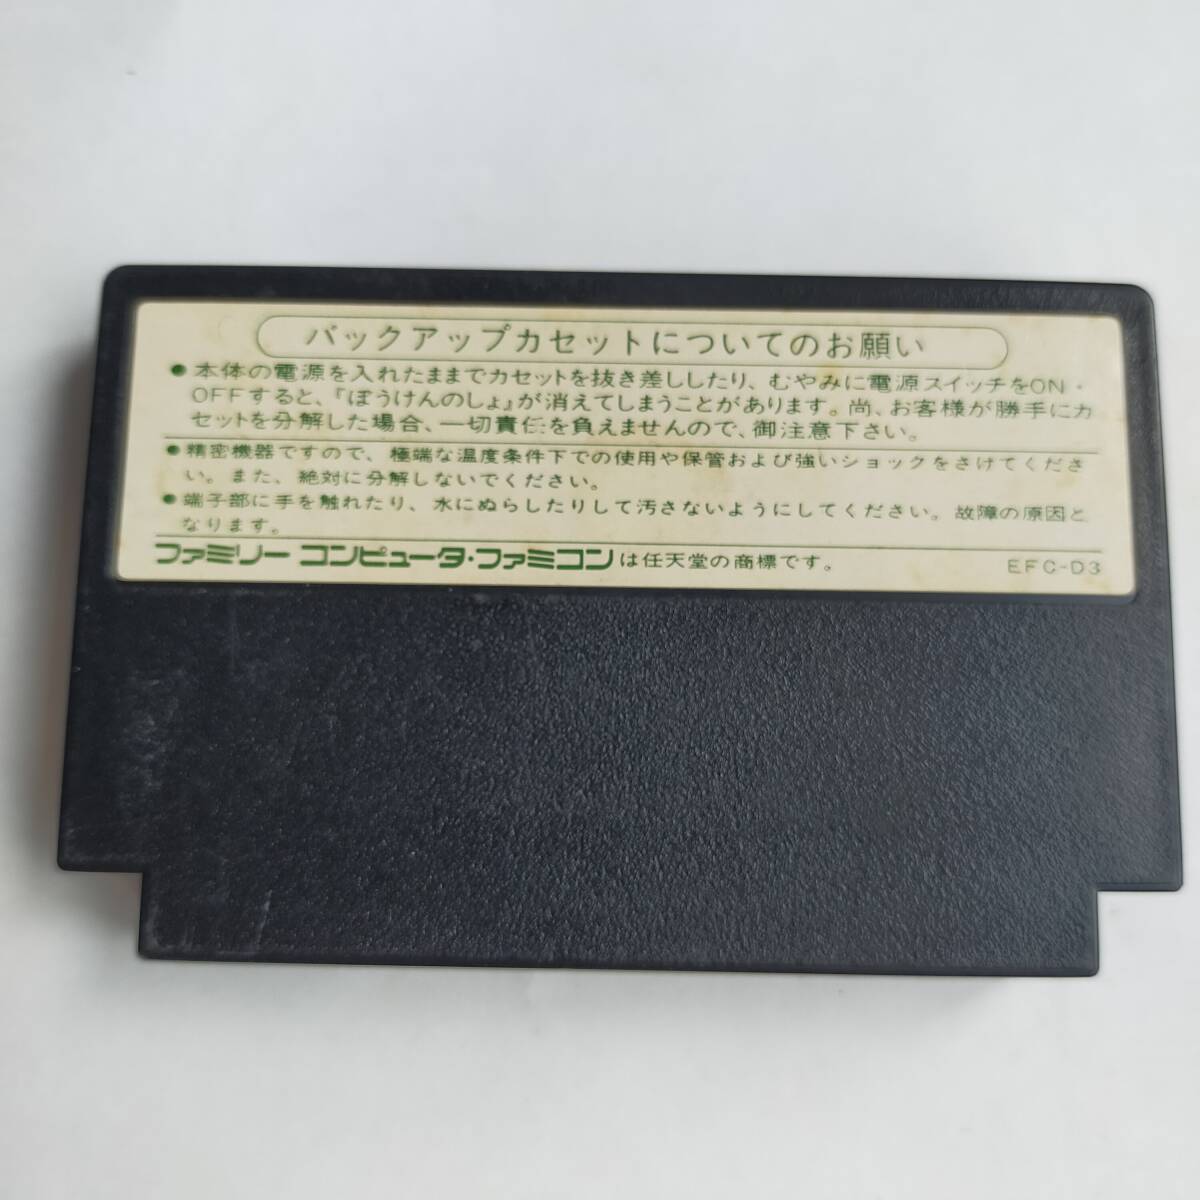 バックアップカセットについてのお願い
●本体の電源を入れたままでカセットを抜き差ししたり、むやみに電源スイッチをON・
OFFすると、『ぼうけんのしょ』が消えてしまうことがあります。尚、お客様が勝手にカ
セットを分解した場合、一切責任を負えませんので、御注意下さい。
●精密機器ですので、極端な温度条件下での使用や保管および強いショックをさけてくださ
い。また、絶対に分解しないでください。
●端子部に手を触れたり、水にぬらしたりして汚さないようにしてください。故障の原因と
なります。
ファミリー コンピュータ・ファミコンは任天堂の商標です。 EFC-D3